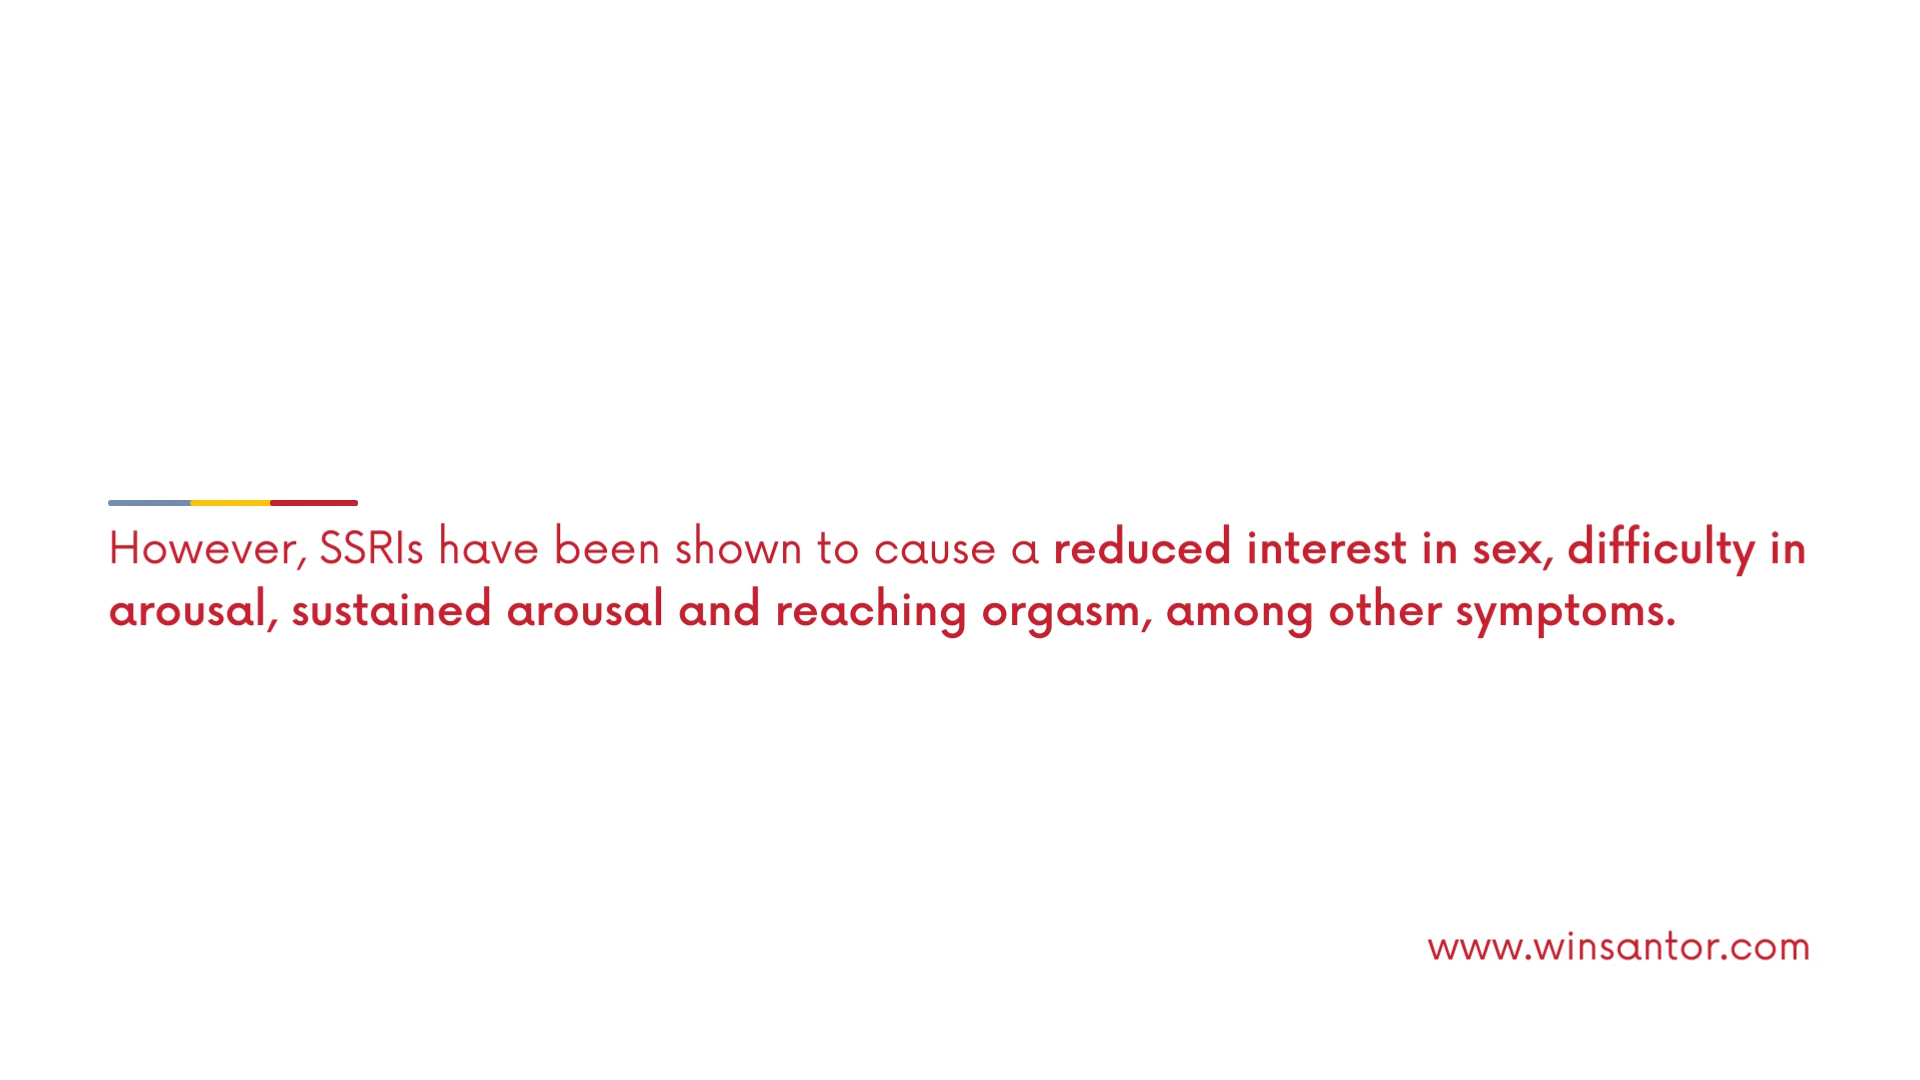 However, SSRIs have been shown to cause a reduced interest in sex, difficulty in
arousal, sustained arousal and reaching orgasm, among other symptoms.
www.winsantor.com